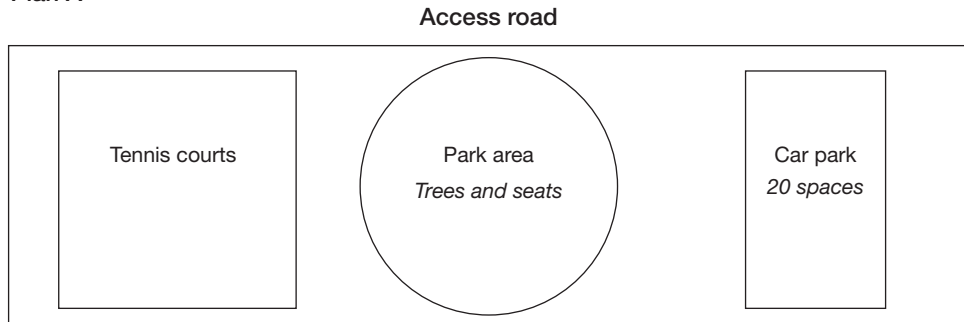 Access road
Tennis courts
Park area
Trees and seats
Car park
20 spaces